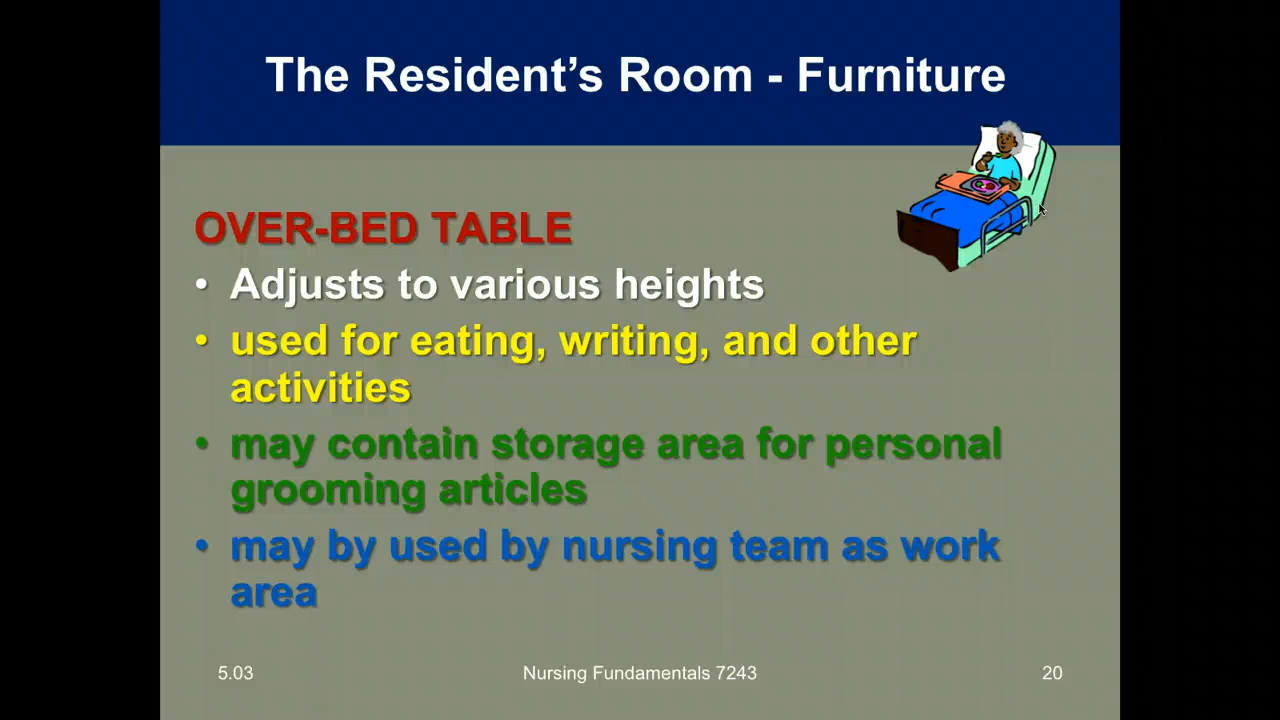 The Resident’s Room - Furniture
OVER-BED TABLE
• Adjusts to various heights
• used for eating, writing, and other
activities
• may contain storage area for personal
grooming articles
• may by used by nursing team as work
area
5.03 Nursing Fundamentals 7243 20